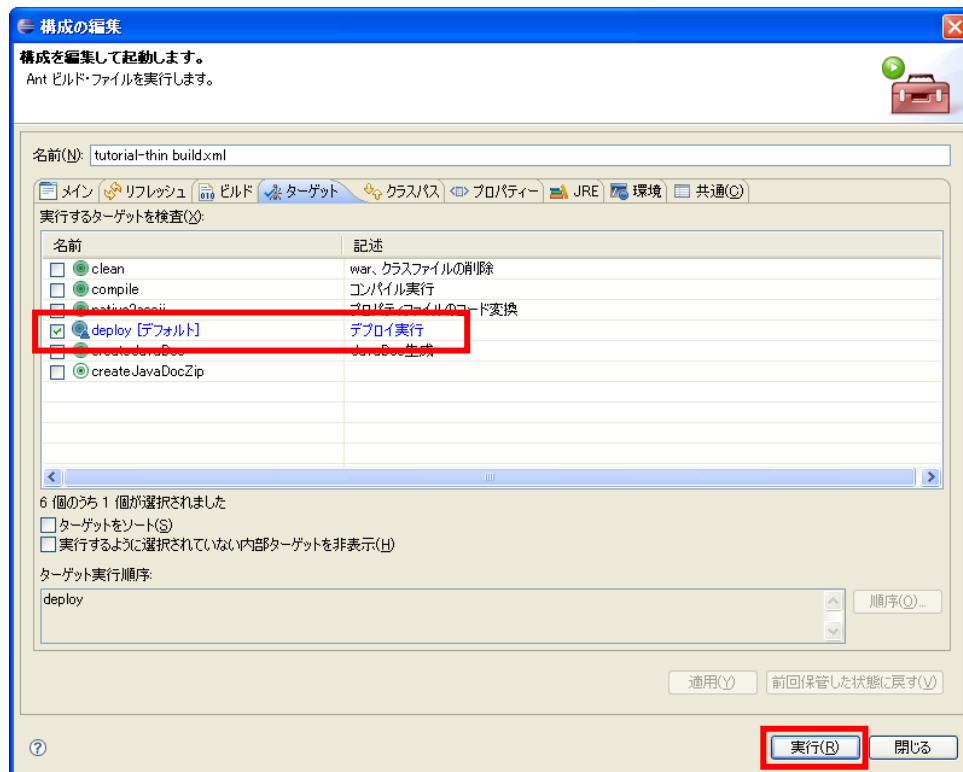 構成の編集
構成を編集して起動します。
Ant ビルド・ファイルを実行します。
名前(N): tutorial-thin build.xml
メイン リフレッシュ ビルド ターゲット クラスパス プロパティー JRE 環境 共通(C)
実行するターゲットを検査(X):
名前 記述
clean war、クラスファイルの削除
compile コンパイル実行
native2ascii プロパティファイルのコード変換
deploy [デフォルト] デプロイ実行
createJavaDoc JavaDoc生成
createJavaDocZip
6 個のうち 1 個が選択されました
ターゲットをソート(S)
実行するように選択されていない内部ターゲットを非表示(H)
ターゲット実行順序:
deploy
順序(O)...
適用(Y) 前回保管した状態に戻す(V)
実行(R) 閉じる